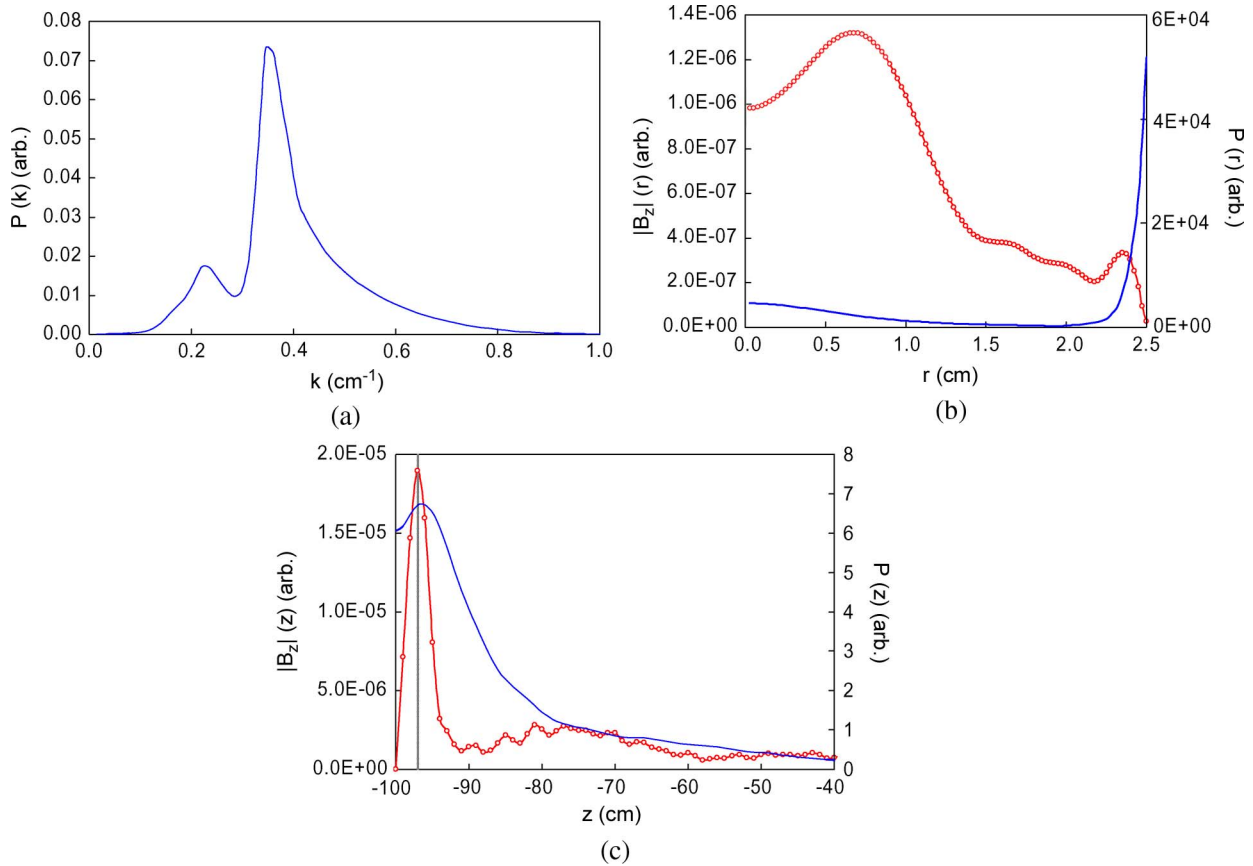 0.08
0.07
0.06
0.05
0.04
0.03
0.02
0.01
0.00
P (k) (arb.)
0.0 0.2 0.4 0.6 0.8 1.0
k (cm⁻¹)
(a)
1.4E-06
1.2E-06
1.0E-06
8.0E-07
6.0E-07
4.0E-07
2.0E-07
0.0E+00
|B_z| (r) (arb.)
6E+04
4E+04
2E+04
0E+00
P (r) (arb.)
0.0 0.5 1.0 1.5 2.0 2.5
r (cm)
(b)
2.0E-05
1.5E-05
1.0E-05
5.0E-06
0.0E+00
|B_z| (z) (arb.)
8
7
6
5
4
3
2
1
0
P (z) (arb.)
-100 -90 -80 -70 -60 -50 -40
z (cm)
(c)